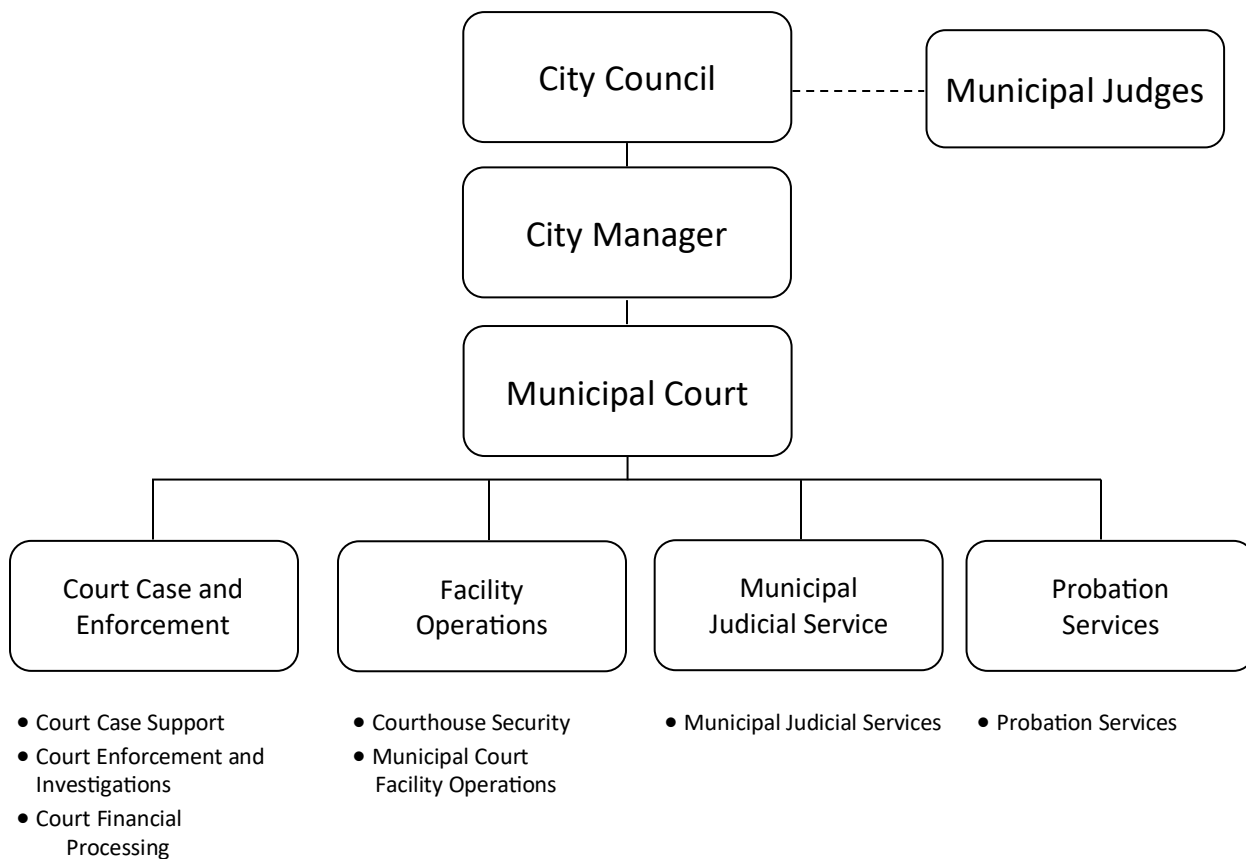 City Council
Municipal Judges
City Manager
Municipal Court
Court Case and
Enforcement
Facility
Operations
Municipal
Judicial Service
Probation
Services
• Court Case Support
• Court Enforcement and
Investigations
• Court Financial
Processing
• Courthouse Security
• Municipal Court
Facility Operations
• Municipal Judicial Services
• Probation Services